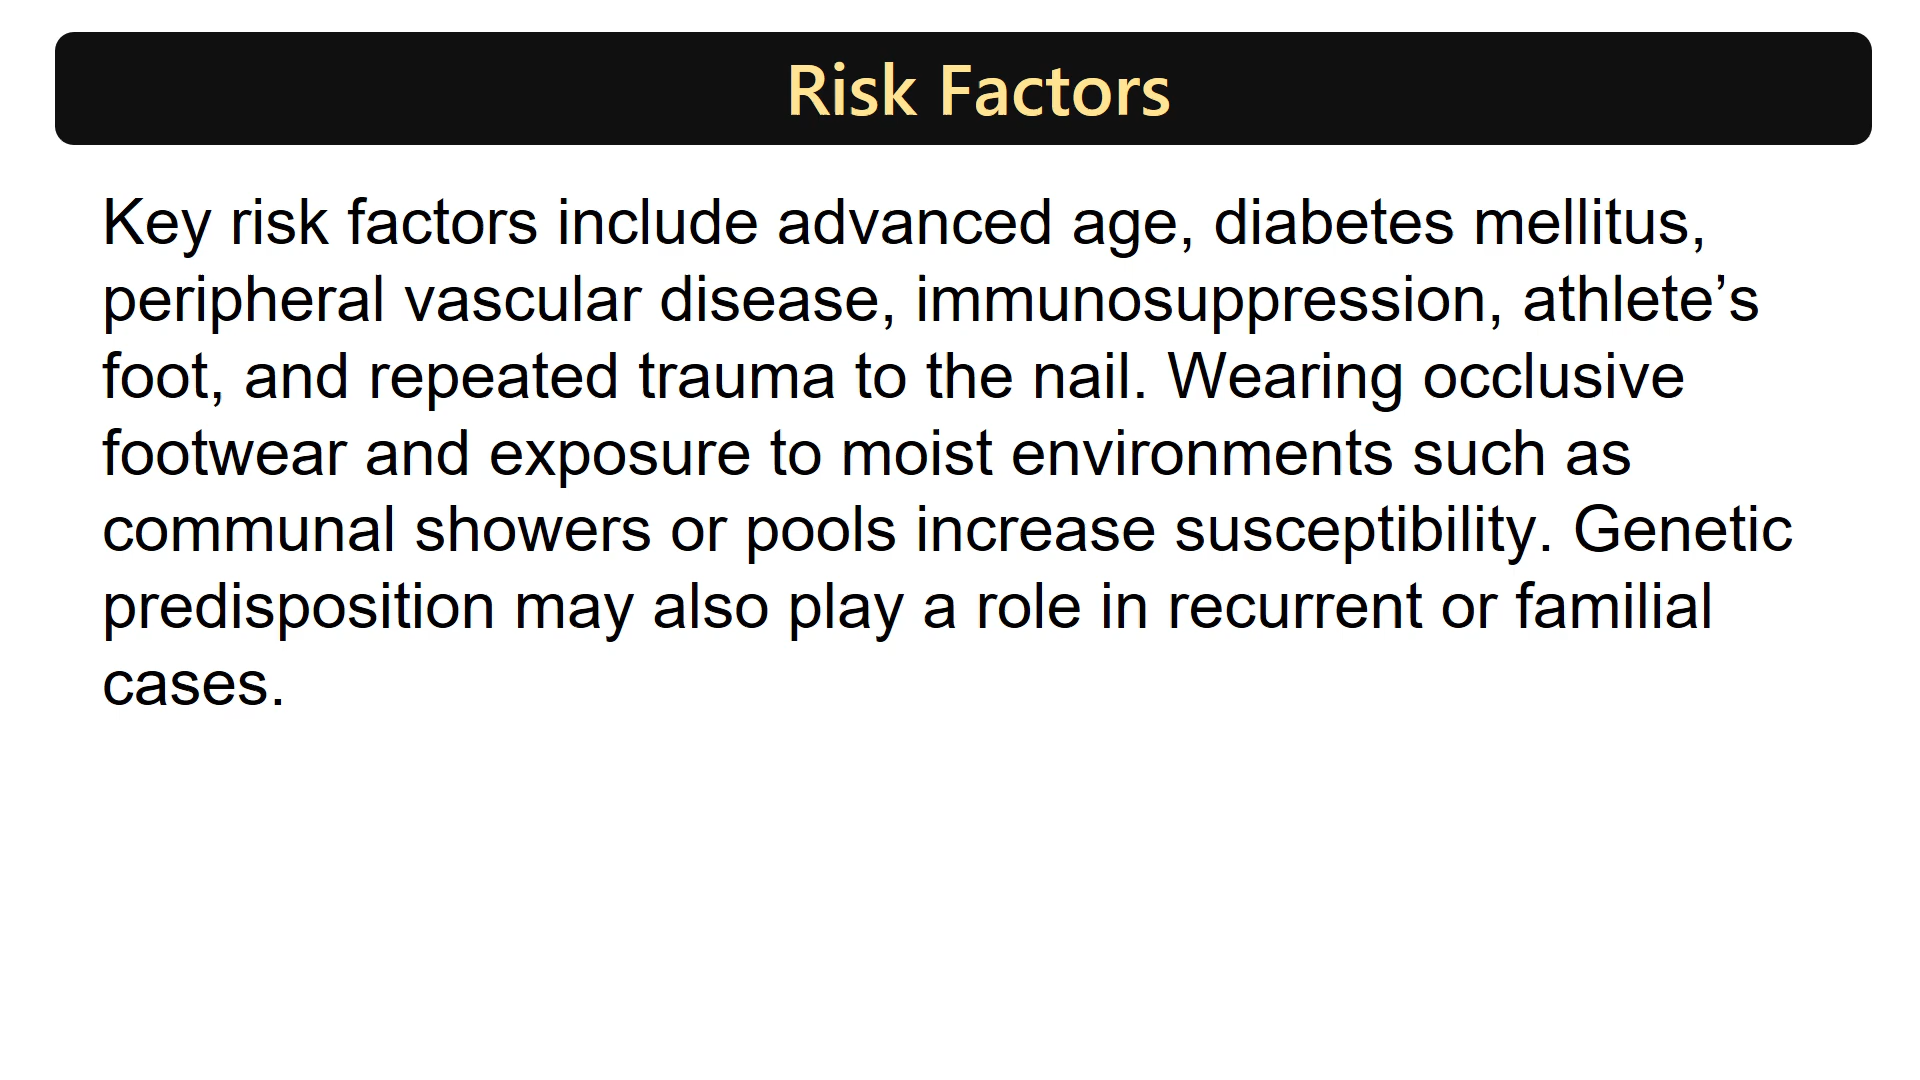 Risk Factors
Key risk factors include advanced age, diabetes mellitus,
peripheral vascular disease, immunosuppression, athlete’s
foot, and repeated trauma to the nail. Wearing occlusive
footwear and exposure to moist environments such as
communal showers or pools increase susceptibility. Genetic
predisposition may also play a role in recurrent or familial
cases.